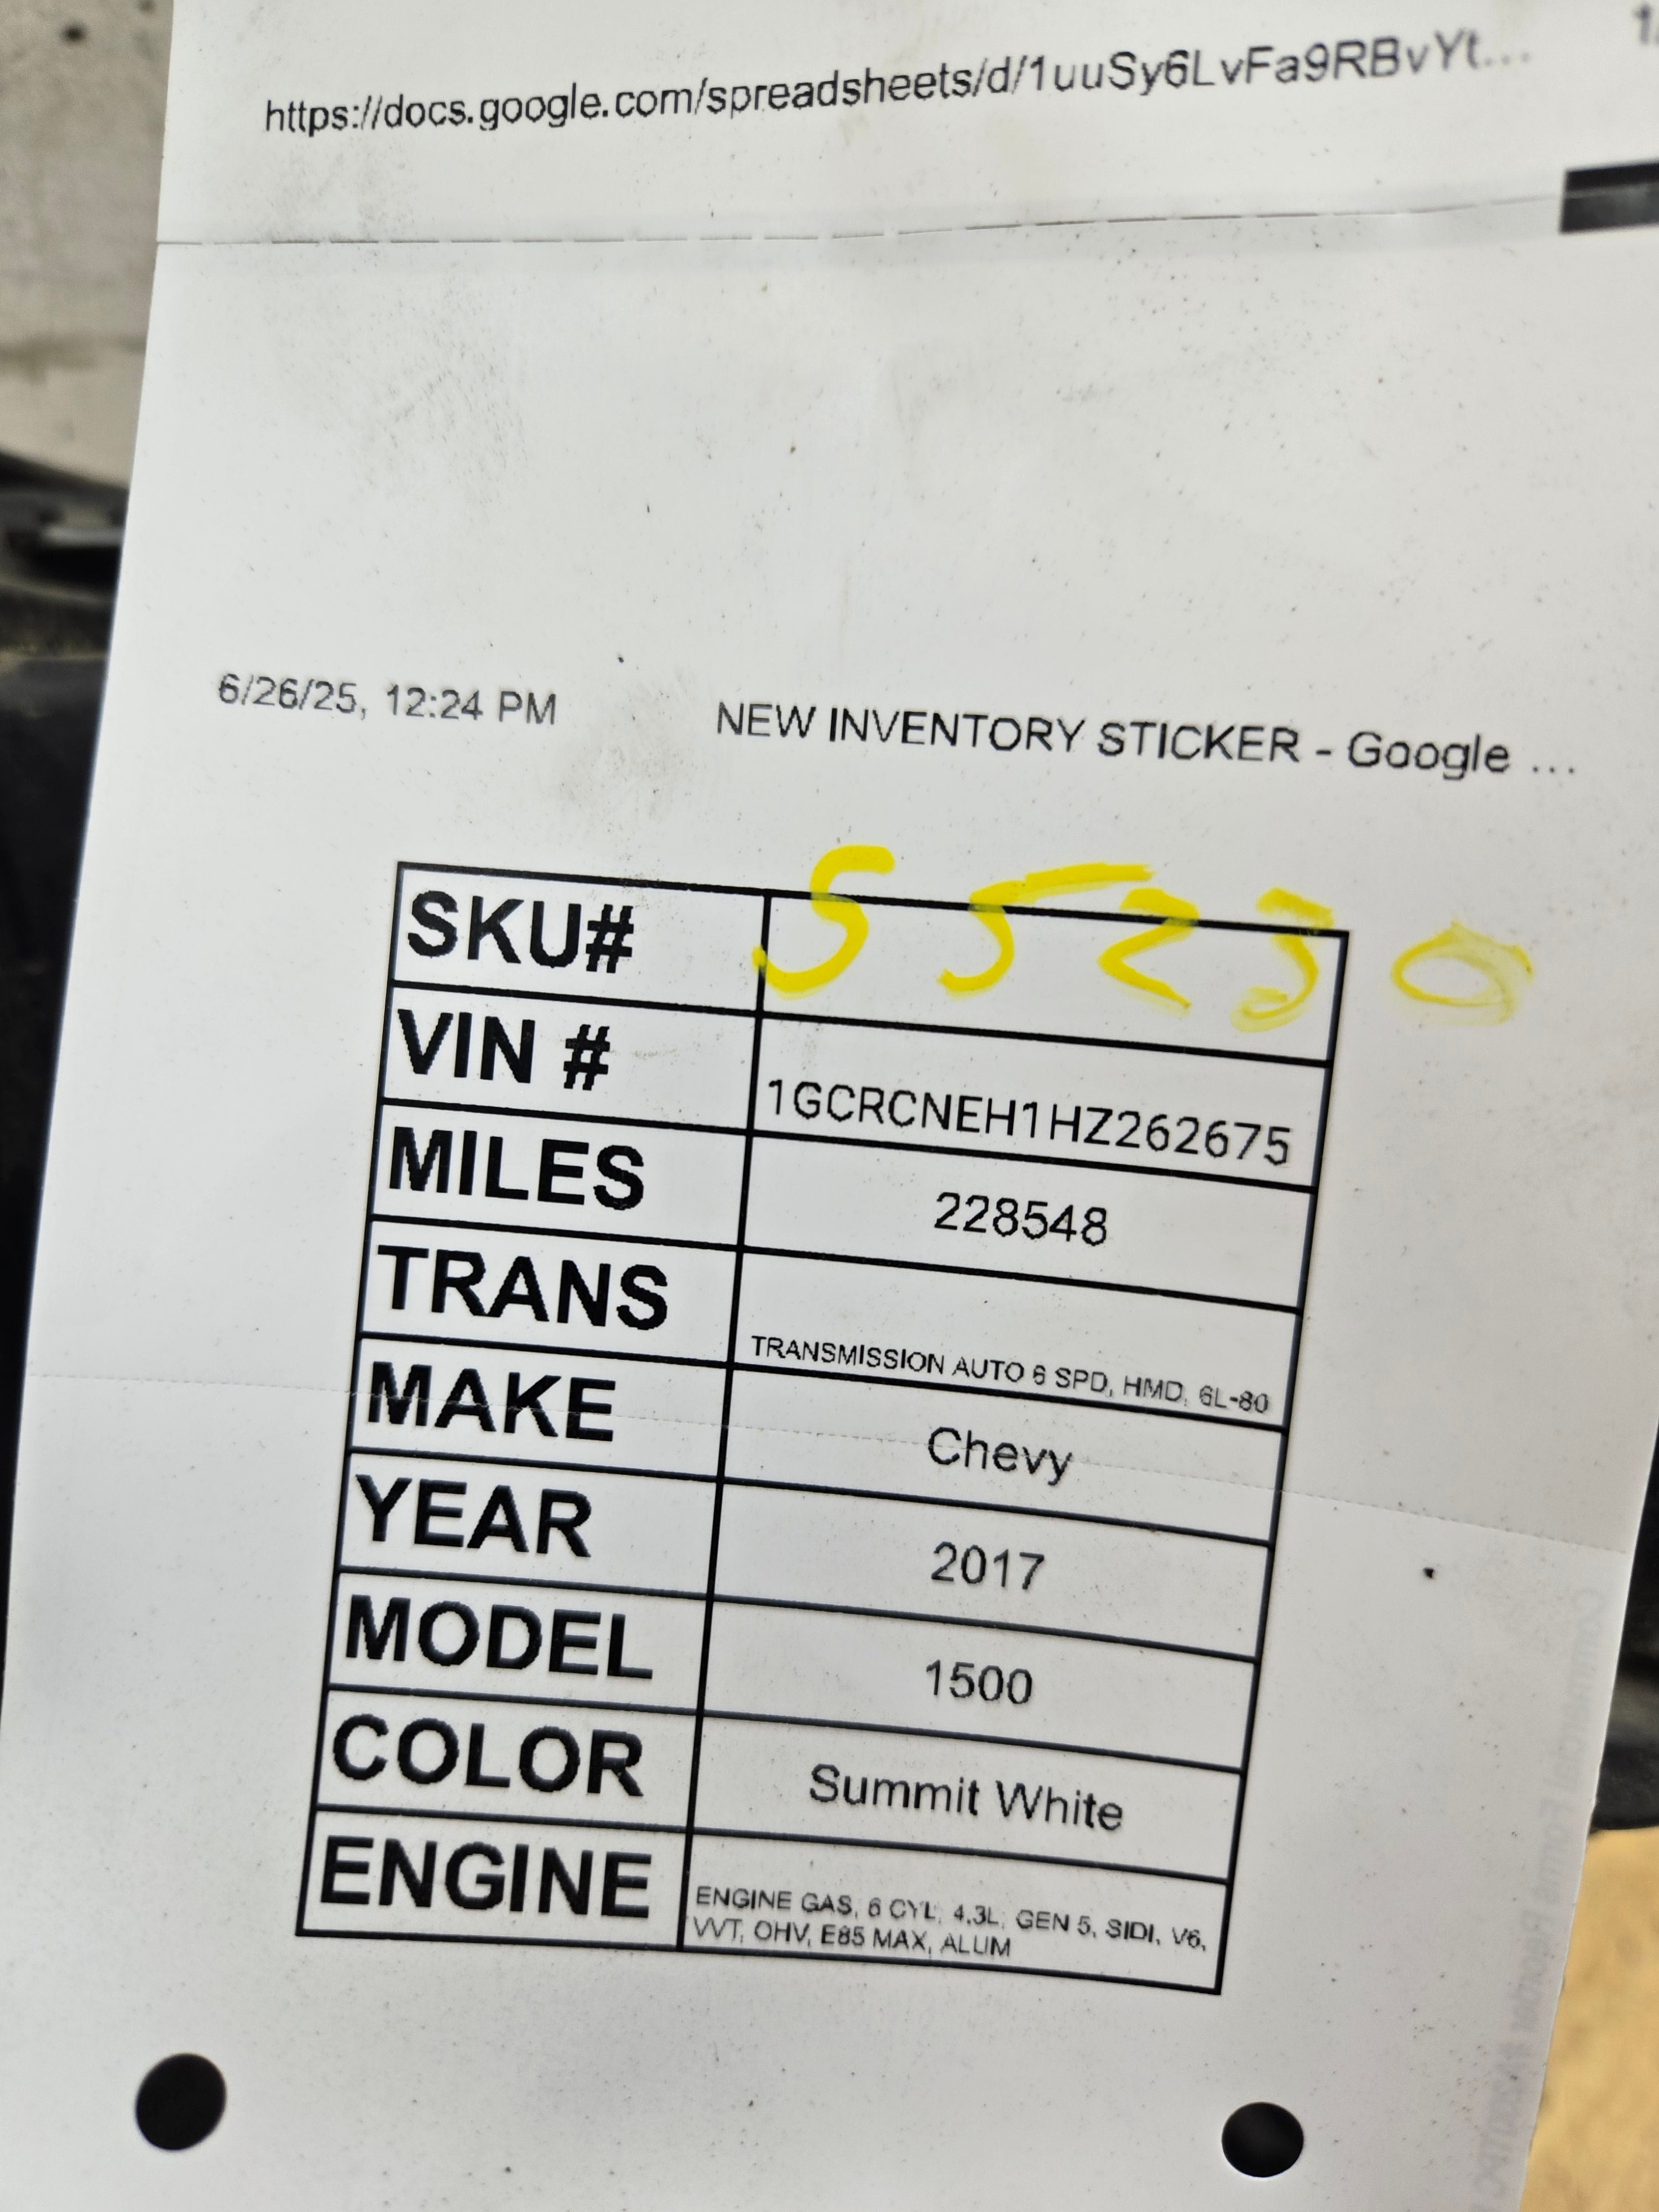 https://docs.google.com/spreadsheets/d/1uuSy6LvFa9RBvYt...
6/26/25, 12:24 PM NEW INVENTORY STICKER - Google ...
SKU# 55230
VIN # 1GCRCNEH1HZ262675
MILES 228548
TRANS TRANSMISSION AUTO 6 SPD, HMD, 6L-80
MAKE Chevy
YEAR 2017
MODEL 1500
COLOR Summit White
ENGINE ENGINE GAS, 6 CYL, 4.3L, GEN 5, SIDI, V6,
VVT, OHV, E85 MAX, ALUM